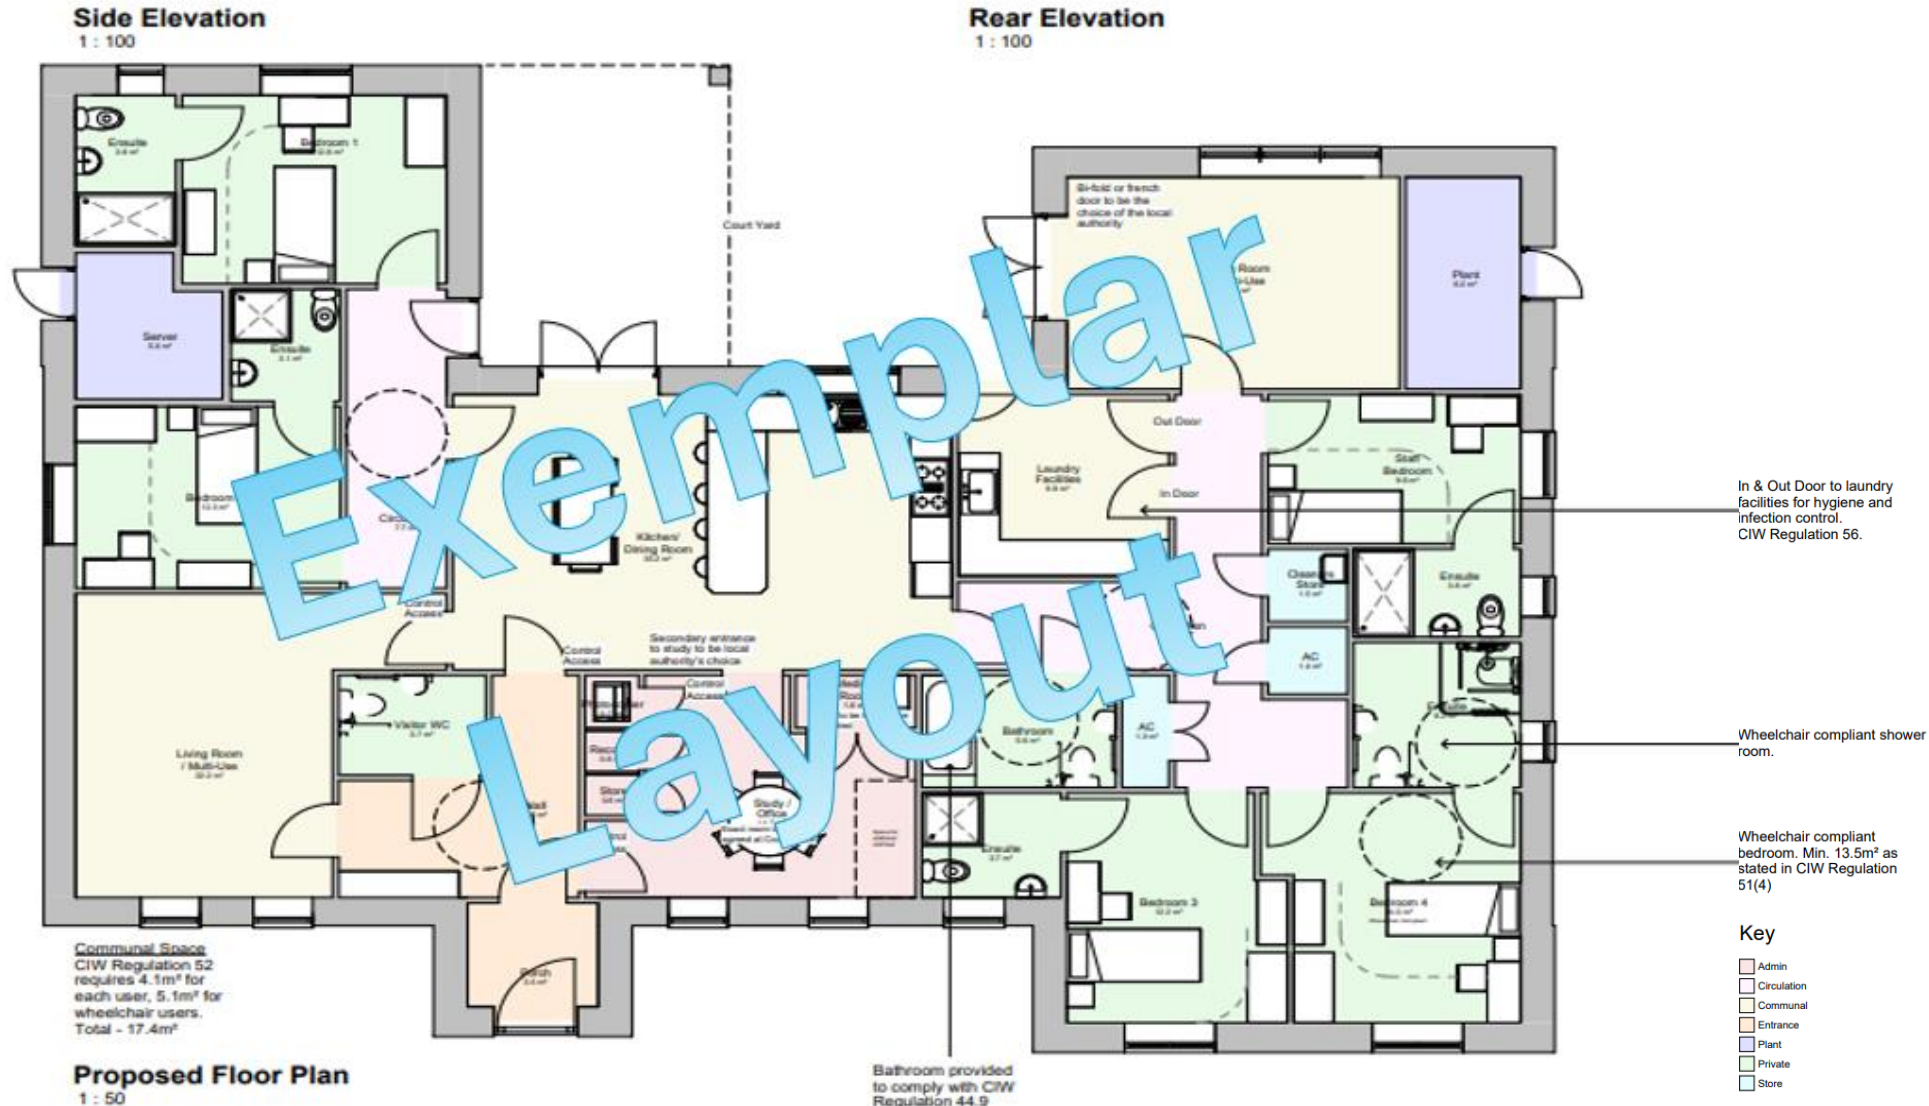 Side Elevation
1 : 100
Rear Elevation
1 : 100
Ensuite
Bedroom 1
Court Yard
Bi-fold or french
door to be the
choice of the local
authority
Room
Plant
Server
Ensuite
Out Door
Laundry
Facilities
In Door
Staff
Bedroom
In & Out Door to laundry
facilities for hygiene and
infection control.
CIW Regulation 56.
Bedroom
Kitchen/
Dining Room
Cleaners
Store
Ensuite
Control
Access
Control
Access
Secondary entrance
to study to be local
authority's choice
Control
Access
AC
Visitor WC
Living Room
/ Multi-Use
Bathroom
AC
Ensuite
Wheelchair compliant shower
room.
Store
Study /
Office
Ensuite
Wheelchair compliant
bedroom. Min. 13.5m² as
stated in CIW Regulation
51(4)
Bedroom 3
Bedroom 4
Porch
Exemplar
Layout
Communal Space
CIW Regulation 52
requires 4.1m² for
each user, 5.1m² for
wheelchair users.
Total - 17.4m²
Key
Admin
Circulation
Communal
Entrance
Plant
Private
Store
Proposed Floor Plan
1 : 50
Bathroom provided
to comply with CIW
Regulation 44.9